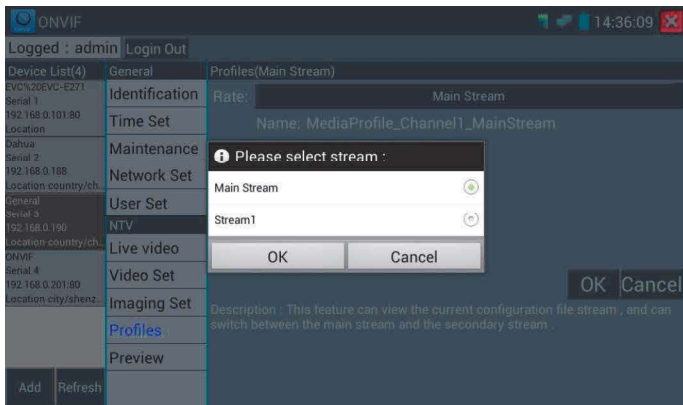 ONVIF
14:36:09
Logged : admin Login Out
Device List(4)
EVC%20EVC-E271
Serial 1
192.168.0.101:80
Location
Dahua
Serial 2
192.168.0.188
Location country/ch..
General
Serial 3
192.168.0.190
Location country/ch..
ONVIF
Serial 4
192.168.0.201:80
Location city/shenz..
Add Refresh
General
Identification
Time Set
Maintenance
Network Set
User Set
NTV
Live video
Video Set
Imaging Set
Profiles
Preview
Profiles(Main Stream)
Rate: Main Stream
Name: MediaProfile_Channel1_MainStream
Please select stream :
Main Stream
Stream1
OK Cancel
OK Cancel
Description : This feature can view the current configuration file stream , and can
switch between the main stream and the secondary stream .